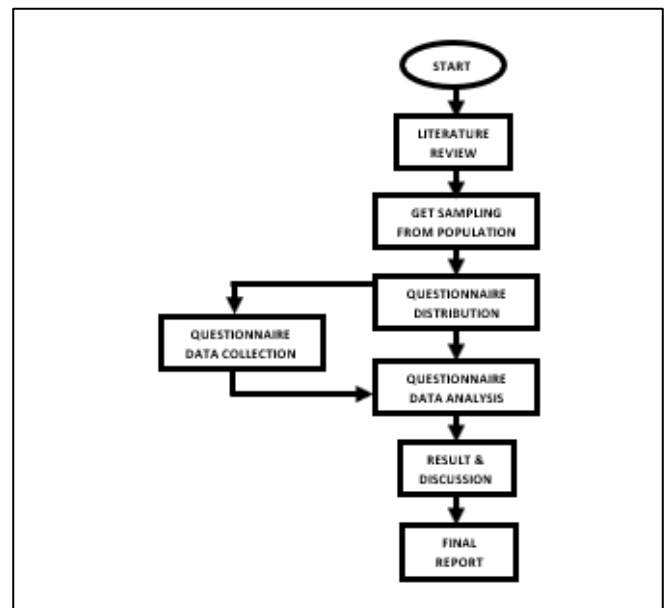 START
LITERATURE
REVIEW
GET SAMPLING
FROM POPULATION
QUESTIONNAIRE
DISTRIBUTION
QUESTIONNAIRE
DATA COLLECTION
QUESTIONNAIRE
DATA ANALYSIS
RESULT &
DISCUSSION
FINAL
REPORT